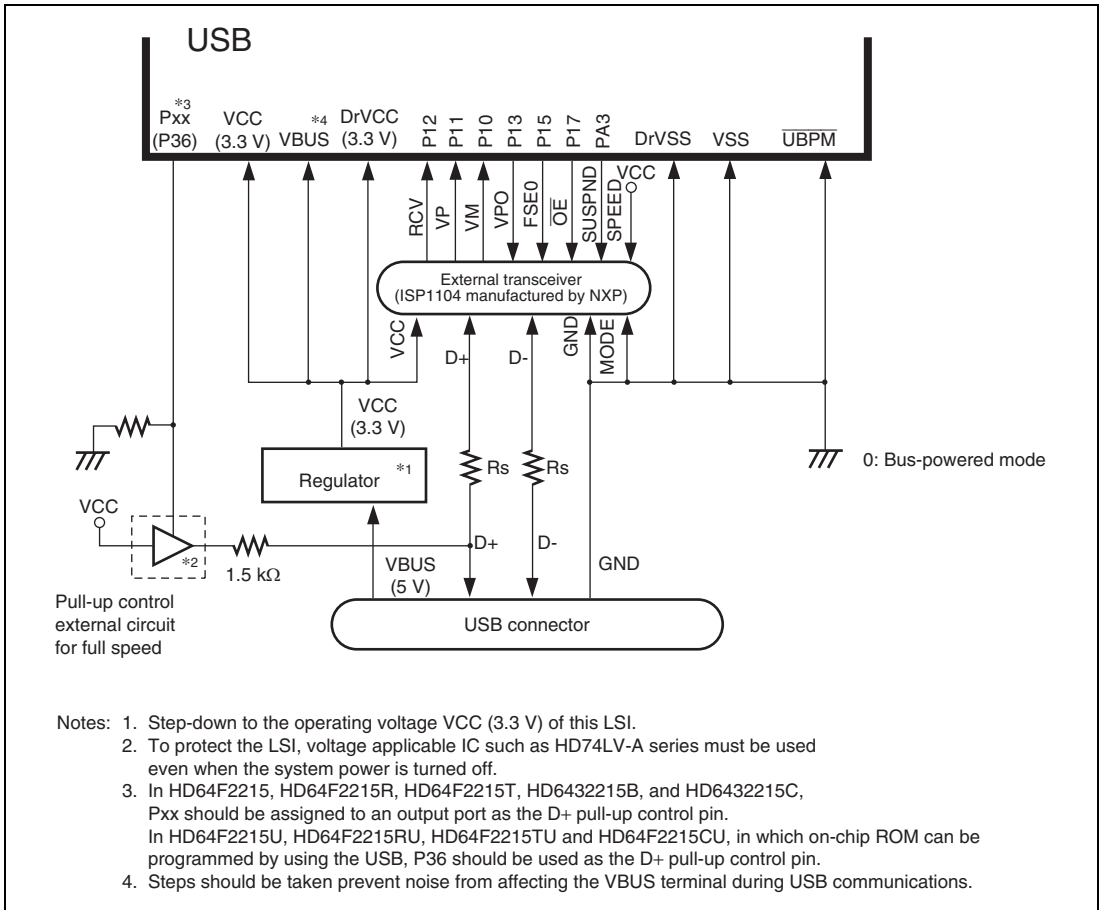 USB
*3
Pxx
(P36)
VCC
(3.3 V)
*4
VBUS
DrVCC
(3.3 V)
P12
P11
P10
P13
P15
P17
PA3
DrVSS
VSS
UBPM
RCV
VP
VM
VPO
FSE0
OE
SUSPND
SPEED
VCC
External transceiver
(ISP1104 manufactured by NXP)
VCC
D+
D-
GND
MODE
VCC
(3.3 V)
Regulator *1
Rs
Rs
0: Bus-powered mode
VCC
*2
1.5 kΩ
VBUS
(5 V)
D+
D-
GND
Pull-up control
external circuit
for full speed
USB connector
Notes: 1. Step-down to the operating voltage VCC (3.3 V) of this LSI.
2. To protect the LSI, voltage applicable IC such as HD74LV-A series must be used
even when the system power is turned off.
3. In HD64F2215, HD64F2215R, HD64F2215T, HD6432215B, and HD6432215C,
Pxx should be assigned to an output port as the D+ pull-up control pin.
In HD64F2215U, HD64F2215RU, HD64F2215TU and HD64F2215CU, in which on-chip ROM can be
programmed by using the USB, P36 should be used as the D+ pull-up control pin.
4. Steps should be taken prevent noise from affecting the VBUS terminal during USB communications.